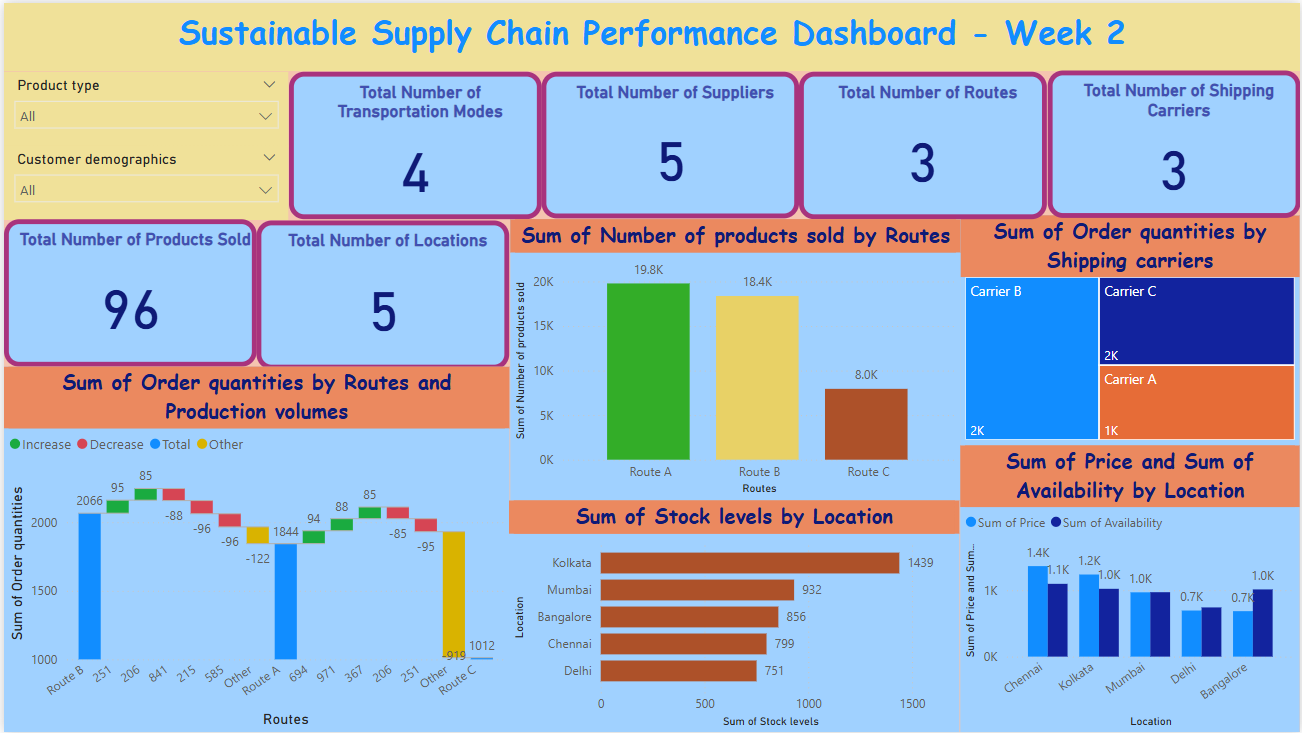 Sustainable Supply Chain Performance Dashboard - Week 2
Product type
All
Customer demographics
All
Total Number of
Transportation Modes
4
Total Number of Suppliers
5
Total Number of Routes
3
Total Number of Shipping
Carriers
3
Total Number of Products Sold
96
Total Number of Locations
5
Sum of Number of products sold by Routes
Sum of Number of products sold
20K
15K
10K
5K
0K
19.8K
18.4K
8.0K
Route A
Route B
Route C
Routes
Sum of Order quantities by
Shipping carriers
Carrier B
2K
Carrier C
2K
Carrier A
1K
Sum of Order quantities by Routes and
Production volumes
Increase Decrease Total Other
Sum of Order quantities
2000
1500
1000
2066
95
85
-88
-96
-96
-122
1844
94
88
85
-85
-95
-919
1012
Route B
251
206
841
215
585
Other
Route A
694
971
367
206
251
Other
Route C
Routes
Sum of Stock levels by Location
Location
Kolkata 1439
Mumbai 932
Bangalore 856
Chennai 799
Delhi 751
0 500 1000 1500
Sum of Stock levels
Sum of Price and Sum of
Availability by Location
Sum of Price Sum of Availability
Sum of Price and Sum...
1K
0K
1.4K
1.1K
1.2K
1.0K
1.0K
0.7K
0.7K
1.0K
Chennai
Kolkata
Mumbai
Delhi
Bangalore
Location